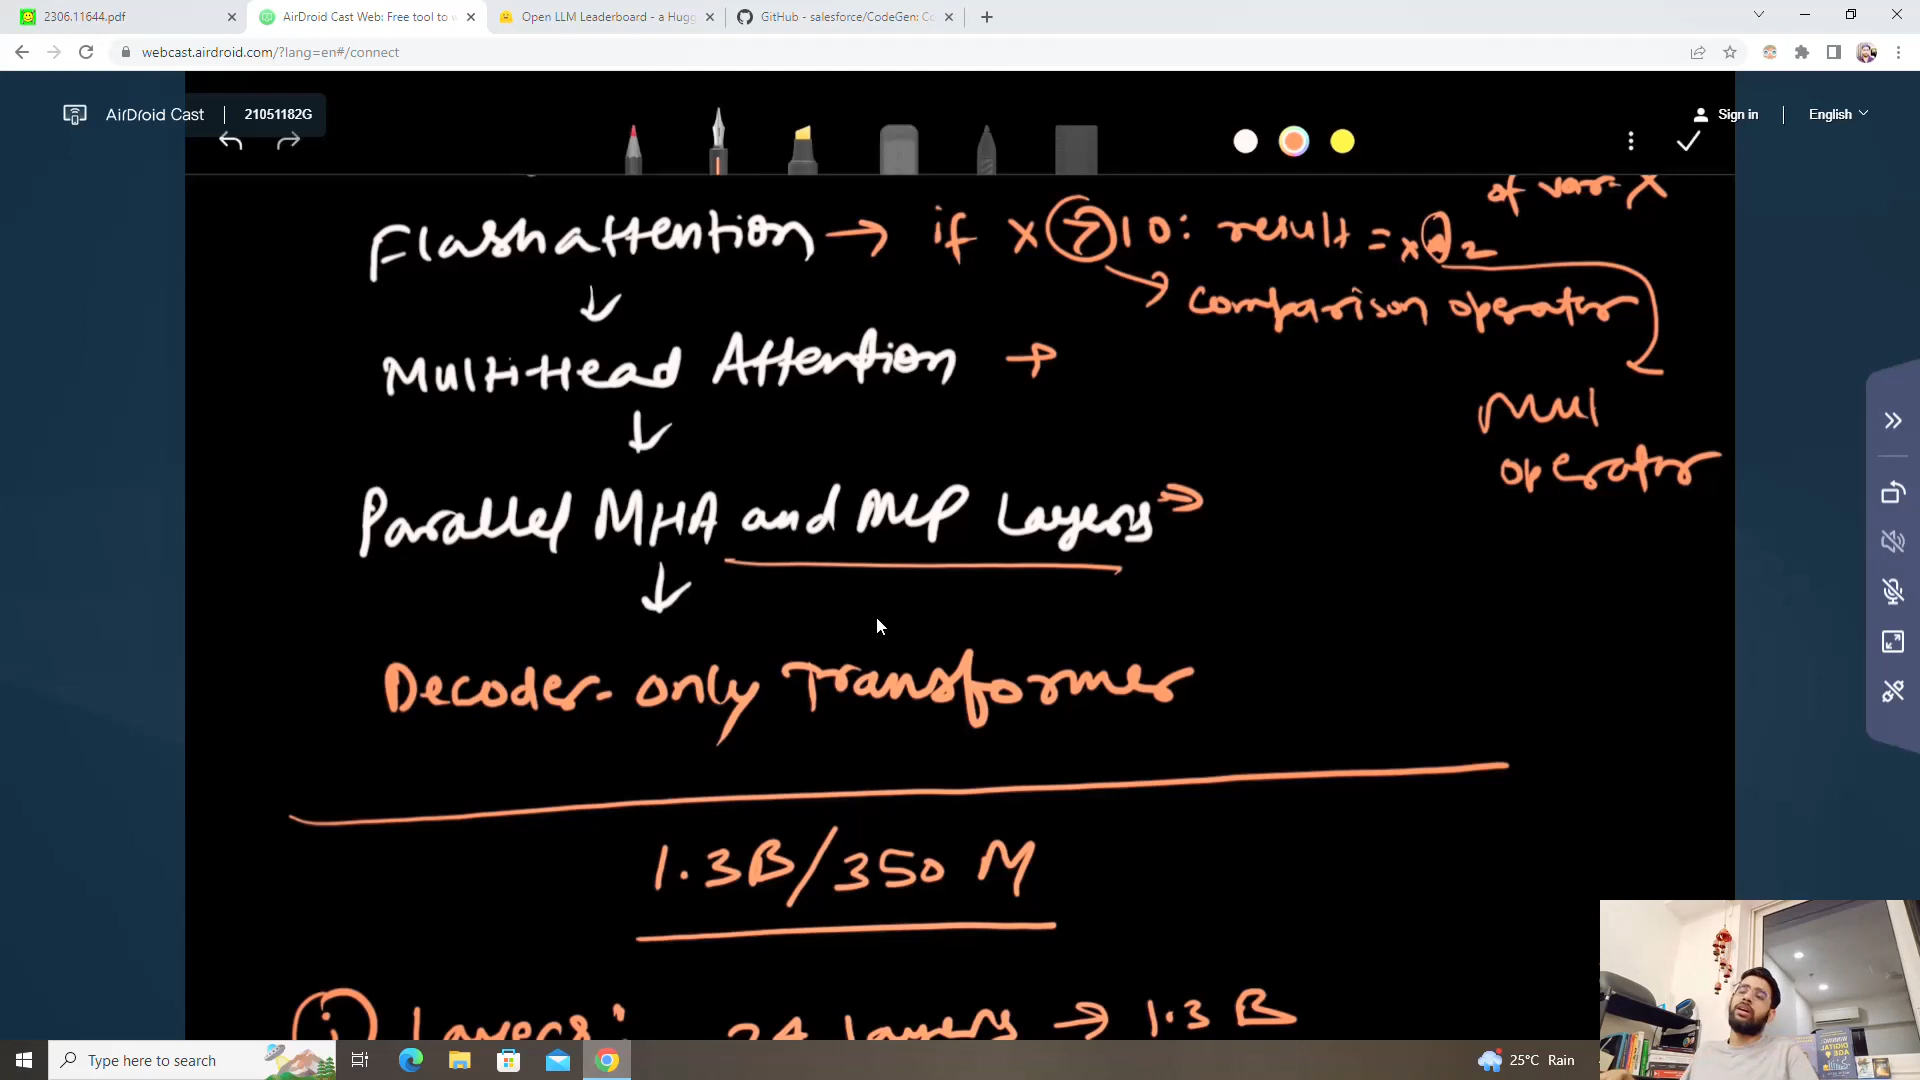 2306.11644.pdf
AirDroid Cast Web: Free tool to
Open LLM Leaderboard - a Hugg
GitHub - salesforce/CodeGen: Co
webcast.airdroid.com/?lang=en#/connect
AirDroid Cast
21051182G
Sign in
English
of var X
Flashattention → if x > 10: result = x * 2
↓
→ comparison operator
MultiHead Attention →
Mul
operator
↓
Parallel MHA and MLP Layers →
↓
Decoder-only Transformer
1.3B/350 M
i Layers: 24 layers → 1.3 B
WINNING
DIGITAL
AGE
Type here to search
25°C Rain